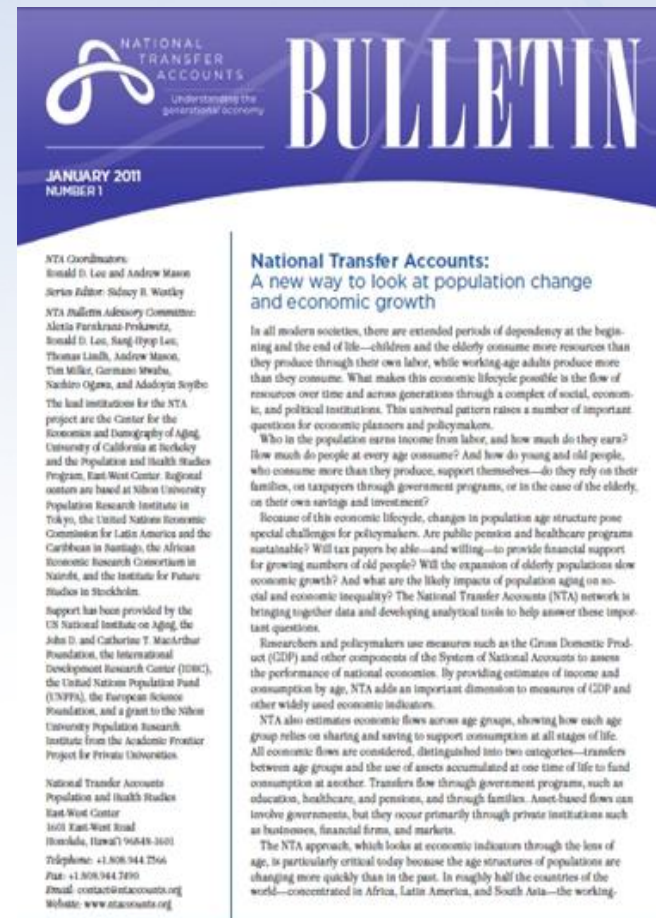 NATIONAL
TRANSFER
ACCOUNTS
Understanding the
generational economy
BULLETIN
JANUARY 2011
NUMBER 1
NTA Coordinators:
Ronald D. Lee and Andrew Mason
Series Editor: Sidney B. Westley
NTA Bulletin Advisory Committee:
Alexia Furnkranz-Prskawetz,
Ronald D. Lee, Sang-Hyop Lee,
Thomas Lindh, Andrew Mason,
Tim Miller, Germano Mwabu,
Naohiro Ogawa, and Adedoyin Soyibo
The lead institutions for the NTA
project are the Center for the
Economics and Demography of Aging,
University of California at Berkeley
and the Population and Health Studies
Program, East-West Center. Regional
centers are based at Nihon University
Population Research Institute in
Tokyo, the United Nations Economic
Commission for Latin America and the
Caribbean in Santiago, the African
Economic Research Consortium in
Nairobi, and the Institute for Future
Studies in Stockholm.
Support has been provided by the
US National Institute on Aging, the
John D. and Catherine T. MacArthur
Foundation, the International
Development Research Center (IDRC),
the United Nations Population Fund
(UNFPA), the European Science
Foundation, and a grant to the Nihon
University Population Research
Institute from the Academic Frontier
Project for Private Universities.
National Transfer Accounts
Population and Health Studies
East-West Center
1601 East-West Road
Honolulu, Hawai'i 96848-1601
Telephone: +1.808.944.7566
Fax: +1.808.944.7490
Email: contact@ntaccounts.org
Website: www.ntaccounts.org
National Transfer Accounts:
A new way to look at population change
and economic growth
In all modern societies, there are extended periods of dependency at the begin-
ning and the end of life—children and the elderly consume more resources than
they produce through their own labor, while working-age adults produce more
than they consume. What makes this economic lifecycle possible is the flow of
resources over time and across generations through a complex of social, econom-
ic, and political institutions. This universal pattern raises a number of important
questions for economic planners and policymakers.
Who in the population earns income from labor, and how much do they earn?
How much do people at every age consume? And how do young and old people,
who consume more than they produce, support themselves—do they rely on their
families, on taxpayers through government programs, or in the case of the elderly,
on their own savings and investment?
Because of this economic lifecycle, changes in population age structure pose
special challenges for policymakers. Are public pension and healthcare programs
sustainable? Will tax payers be able—and willing—to provide financial support
for growing numbers of old people? Will the expansion of elderly populations slow
economic growth? And what are the likely impacts of population aging on so-
cial and economic inequality? The National Transfer Accounts (NTA) network is
bringing together data and developing analytical tools to help answer these impor-
tant questions.
Researchers and policymakers use measures such as the Gross Domestic Prod-
uct (GDP) and other components of the System of National Accounts to assess
the performance of national economies. By providing estimates of income and
consumption by age, NTA adds an important dimension to measures of GDP and
other widely used economic indicators.
NTA also estimates economic flows across age groups, showing how each age
group relies on sharing and saving to support consumption at all stages of life.
All economic flows are considered, distinguished into two categories—transfers
between age groups and the use of assets accumulated at one time of life to fund
consumption at another. Transfers flow through government programs, such as
education, healthcare, and pensions, and through families. Asset-based flows can
involve governments, but they occur primarily through private institutions such
as businesses, financial firms, and markets.
The NTA approach, which looks at economic indicators through the lens of
age, is particularly critical today because the age structures of populations are
changing more quickly than in the past. In roughly half the countries of the
world—concentrated in Africa, Latin America, and South Asia—the working-